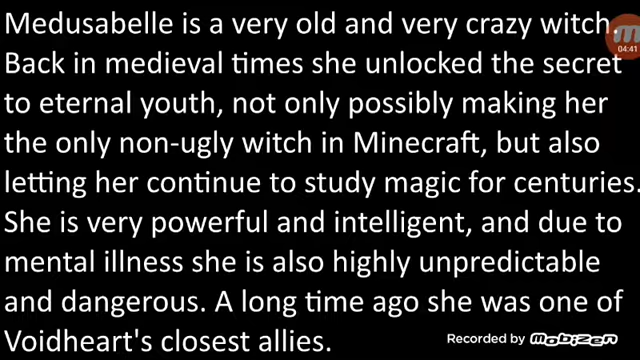 Medusabelle is a very old and very crazy witch.
04:41
Back in medieval times she unlocked the secret
to eternal youth, not only possibly making her
the only non-ugly witch in Minecraft, but also
letting her continue to study magic for centuries.
She is very powerful and intelligent, and due to
mental illness she is also highly unpredictable
and dangerous. A long time ago she was one of
Voidheart's closest allies.
Recorded by mobizen